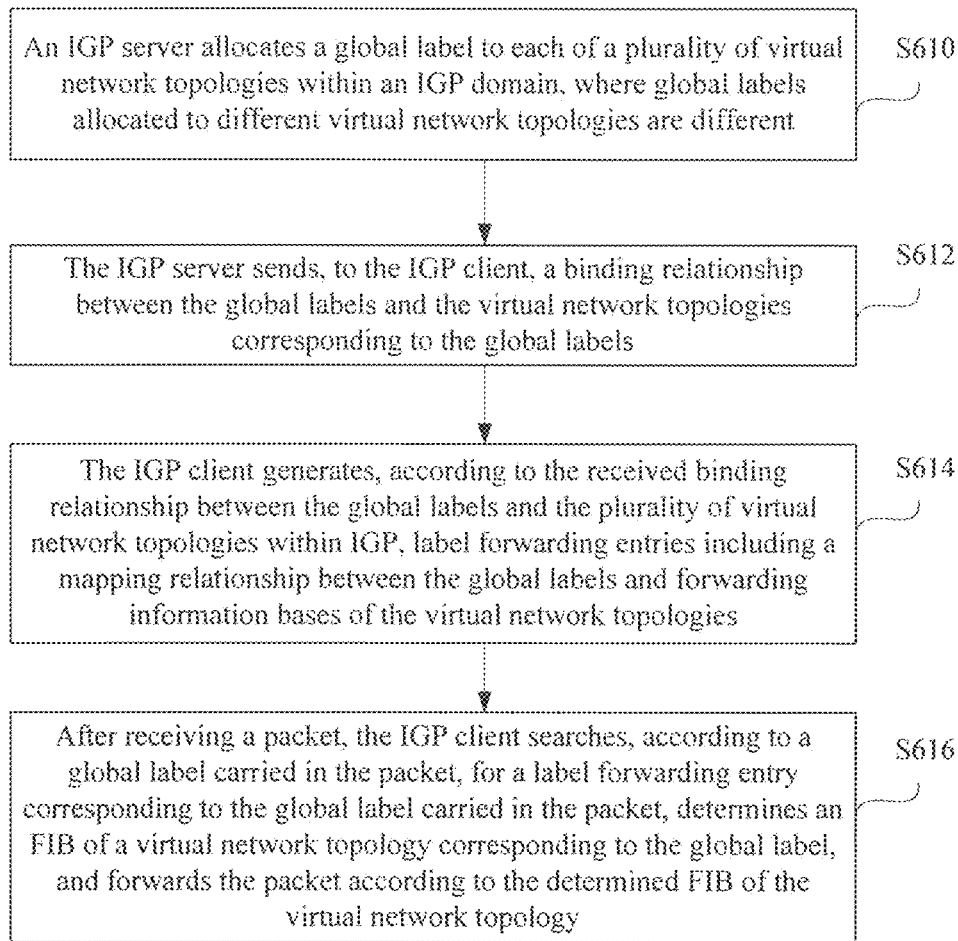 An IGP server allocates a global label to each of a plurality of virtual
network topologies within an IGP domain, where global labels
allocated to different virtual network topologies are different
S610
The IGP server sends, to the IGP client, a binding relationship
between the global labels and the virtual network topologies
corresponding to the global labels
S612
The IGP client generates, according to the received binding
relationship between the global labels and the plurality of virtual
network topologies within IGP, label forwarding entries including a
mapping relationship between the global labels and forwarding
information bases of the virtual network topologies
S614
After receiving a packet, the IGP client searches, according to a
global label carried in the packet, for a label forwarding entry
corresponding to the global label carried in the packet, determines an
FIB of a virtual network topology corresponding to the global label,
and forwards the packet according to the determined FIB of the
virtual network topology
S616